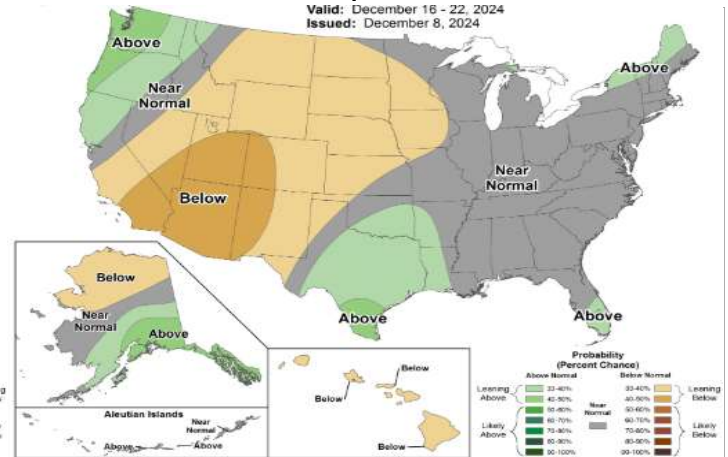 Valid: December 16 - 22, 2024
Issued: December 8, 2024
Above
Near
Normal
Above
Below
Near
Normal
Above
Above
Below
Near
Normal
Above
Below
Below
Below
Below
Aleutian Islands
Near
Normal
Above
Above
Probability
(Percent Chance)
Above Normal
Below Normal
Leaning
Above
33-40%
40-50%
Likely
Above
50-60%
60-70%
70-80%
80-90%
90-100%
Near
Normal
33-40%
40-50%
Leaning
Below
50-60%
60-70%
70-80%
80-90%
90-100%
Likely
Below